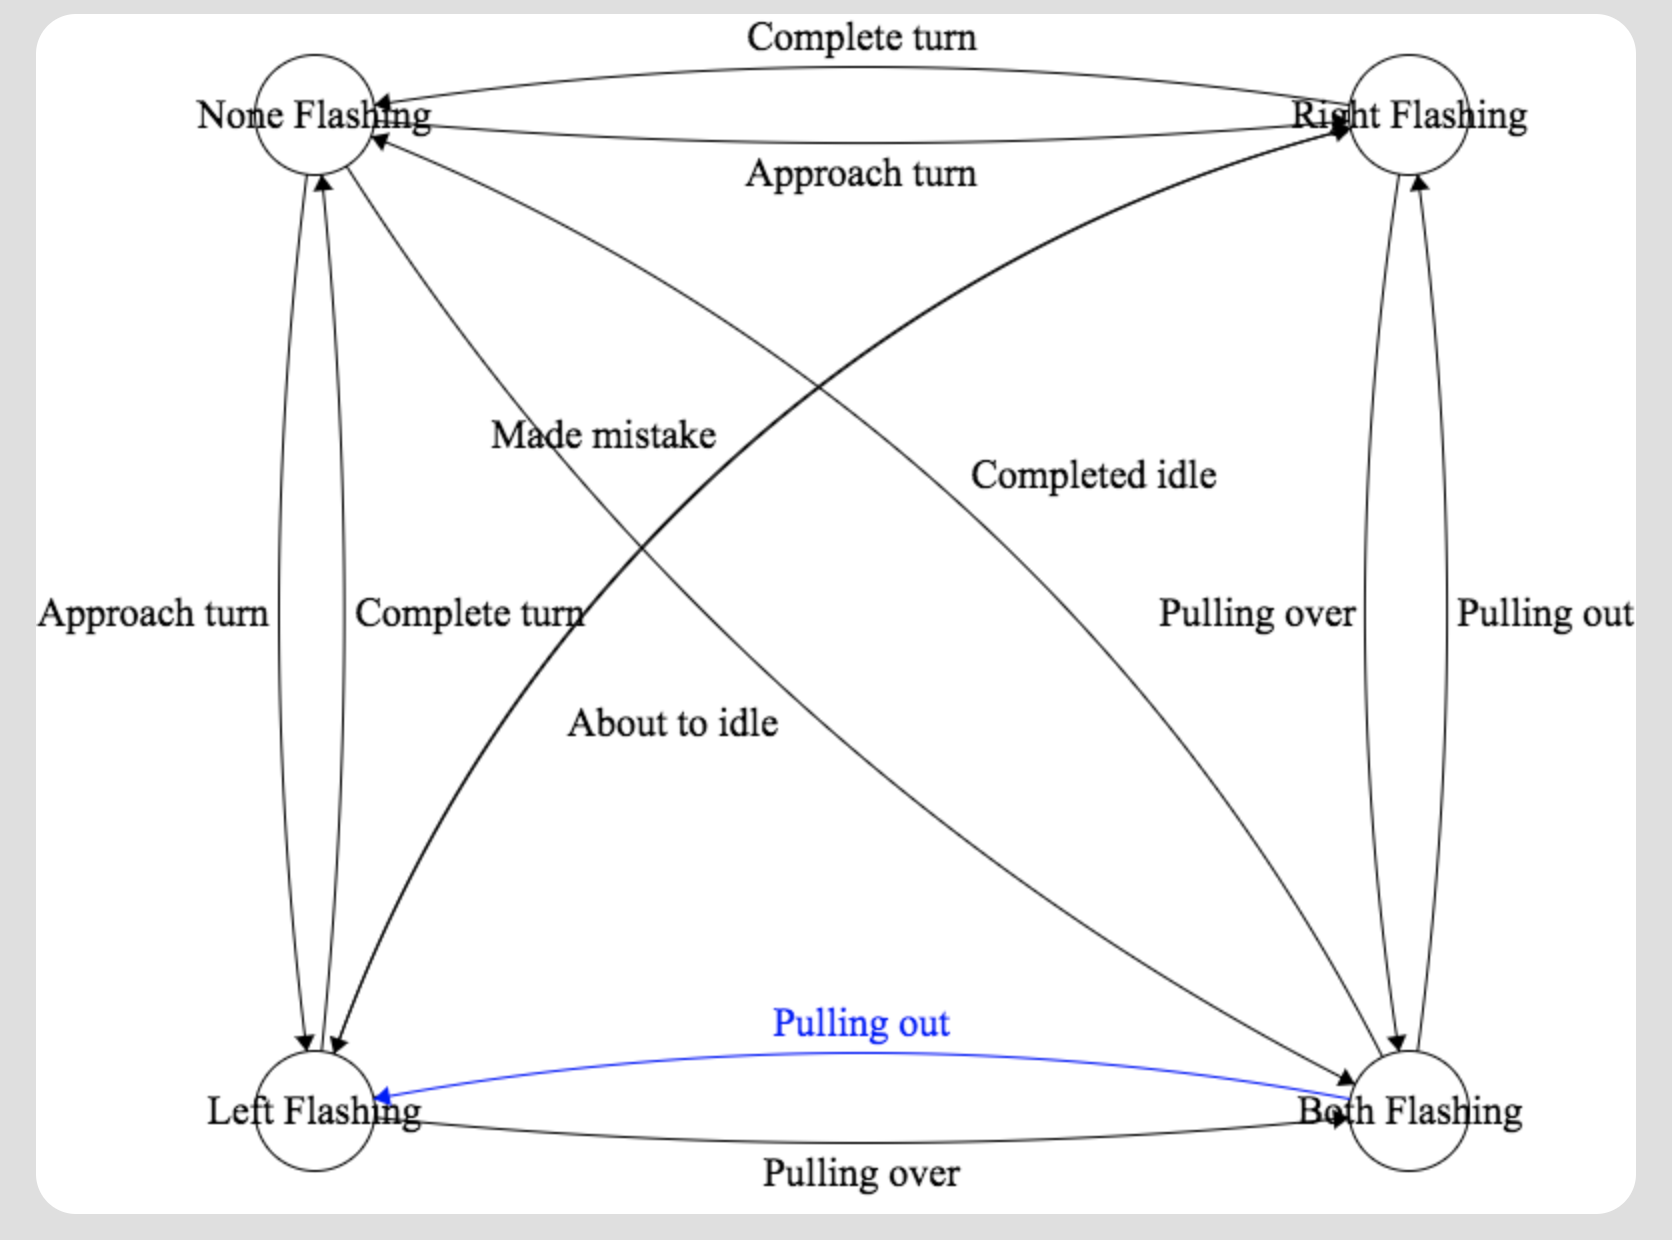 Complete turn
None Flashing
Right Flashing
Approach turn
Made mistake
Completed idle
Approach turn
Complete turn
Pulling over
Pulling out
About to idle
Pulling out
Left Flashing
Both Flashing
Pulling over